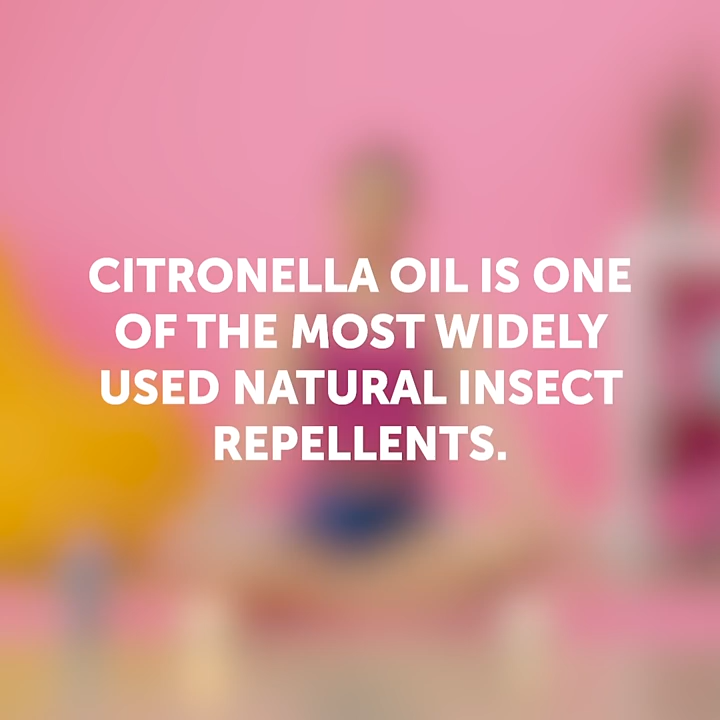 CITRONELLA OIL IS ONE
OF THE MOST WIDELY
USED NATURAL INSECT
REPELLENTS.